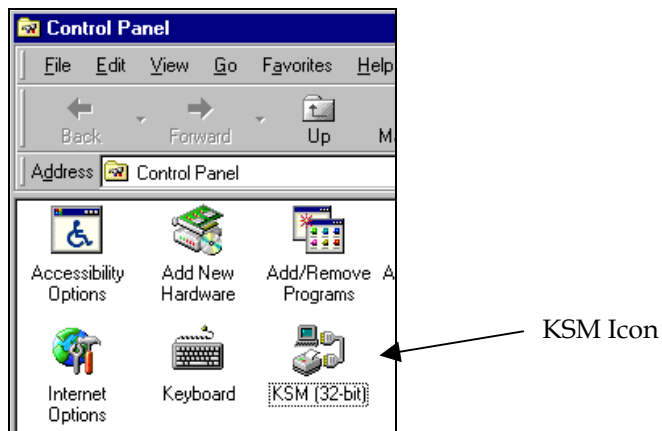 Control Panel
File Edit View Go Favorites Help
Back Forward Up
Address Control Panel
Accessibility Options
Add New Hardware
Add/Remove Programs
Internet Options
Keyboard
KSM (32-bit)
KSM Icon